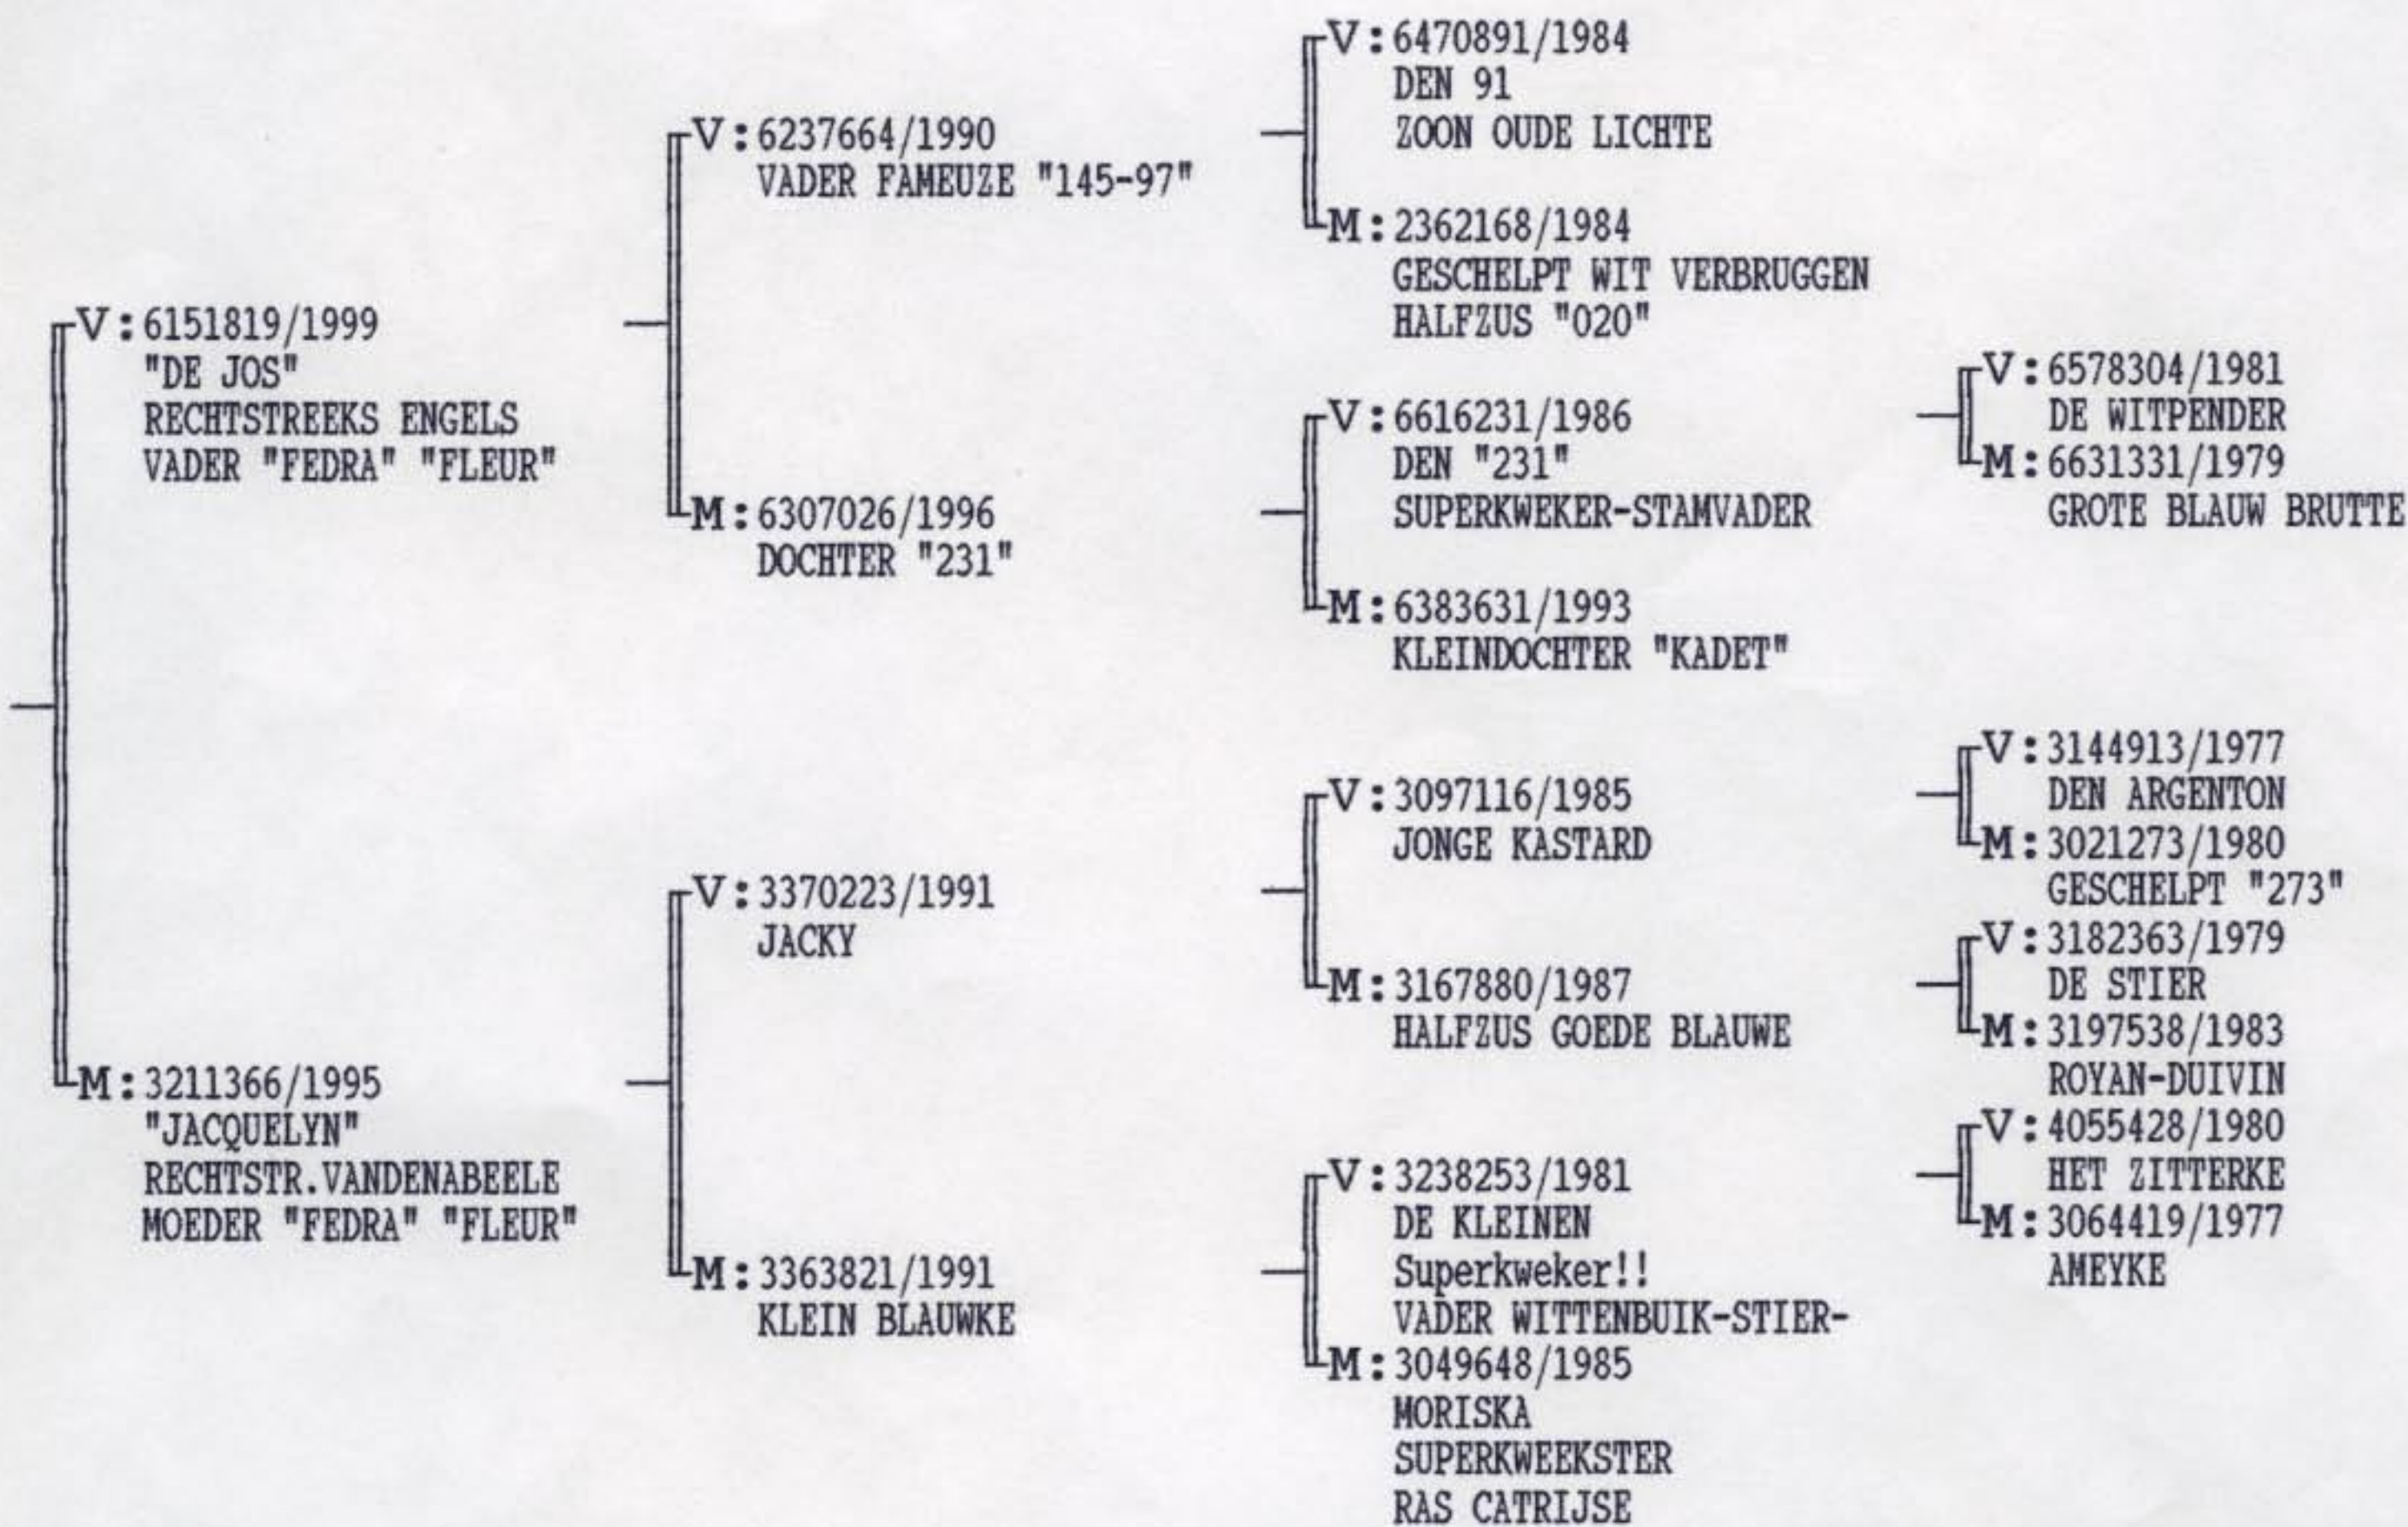 V:6151819/1999
"DE JOS"
RECHTSTREEKS ENGELS
VADER "FEDRA" "FLEUR"
M:3211366/1995
"JACQUELYN"
RECHTSTR.VANDENABEELE
MOEDER "FEDRA" "FLEUR"
V:6237664/1990
VADER FAMEUZE "145-97"
M:6307026/1996
DOCHTER "231"
V:3370223/1991
JACKY
M:3363821/1991
KLEIN BLAUWKE
V:6470891/1984
DEN 91
ZOON OUDE LICHTE
M:2362168/1984
GESCHELPT WIT VERBRUGGEN
HALFZUS "020"
V:6616231/1986
DEN "231"
SUPERKWEKER-STAMVADER
M:6383631/1993
KLEINDOCHTER "KADET"
V:3097116/1985
JONGE KASTARD
M:3167880/1987
HALFZUS GOEDE BLAUWE
V:3238253/1981
DE KLEINEN
Superkweker!!
VADER WITTENBUIK-STIER-
M:3049648/1985
MORISKA
SUPERKWEEKSTER
RAS CATRIJSE
V:6578304/1981
DE WITPENDER
M:6631331/1979
GROTE BLAUW BRUTTE
V:3144913/1977
DEN ARGENTON
M:3021273/1980
GESCHELPT "273"
V:3182363/1979
DE STIER
M:3197538/1983
ROYAN-DUIVIN
V:4055428/1980
HET ZITTERKE
M:3064419/1977
AMEYKE